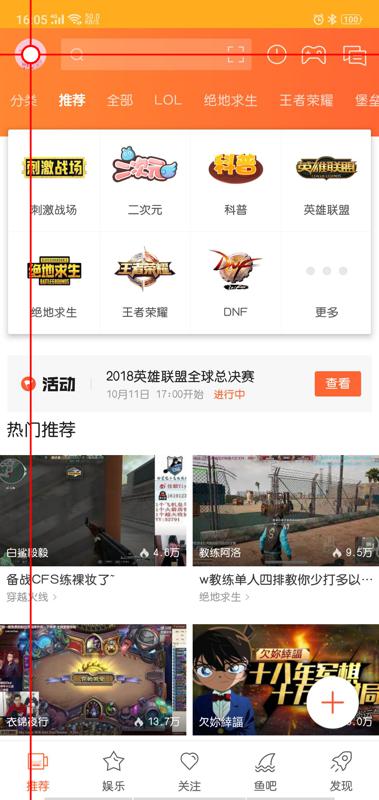 16:05
100
分类 推荐 全部 LOL 绝地求生 王者荣耀 堡垒
刺激战场 二次元 科普 英雄联盟
刺激战场 二次元 科普 英雄联盟
绝地求生 王者荣耀 DNF
绝地求生 王者荣耀 DNF 更多
活动
2018英雄联盟全球总决赛
10月11日 17:00开始 进行中
查看
热门推荐
白鲨毅毅 4.6万
教练阿洛 9.5万
备战CFS练裸妆了~
w教练单人四排教你少打多以…
穿越火线 >
绝地求生 >
欠妳緈諨
十八年军棋
衣锦夜行 13.7万
欠妳緈諨
推荐 娱乐 关注 鱼吧 发现